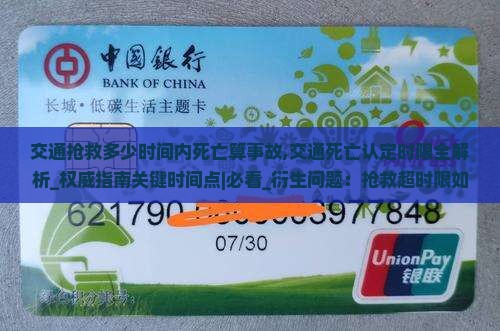 中国银行
BANK OF CHINA
长城·低碳生活主题卡
交通抢救多少时间内死亡算事故,交通死亡认定时限全解
析_权威指南关键时间点|必看_衍生问题：抢救超时限如
621790 977848
07/30
UnionPay
银联